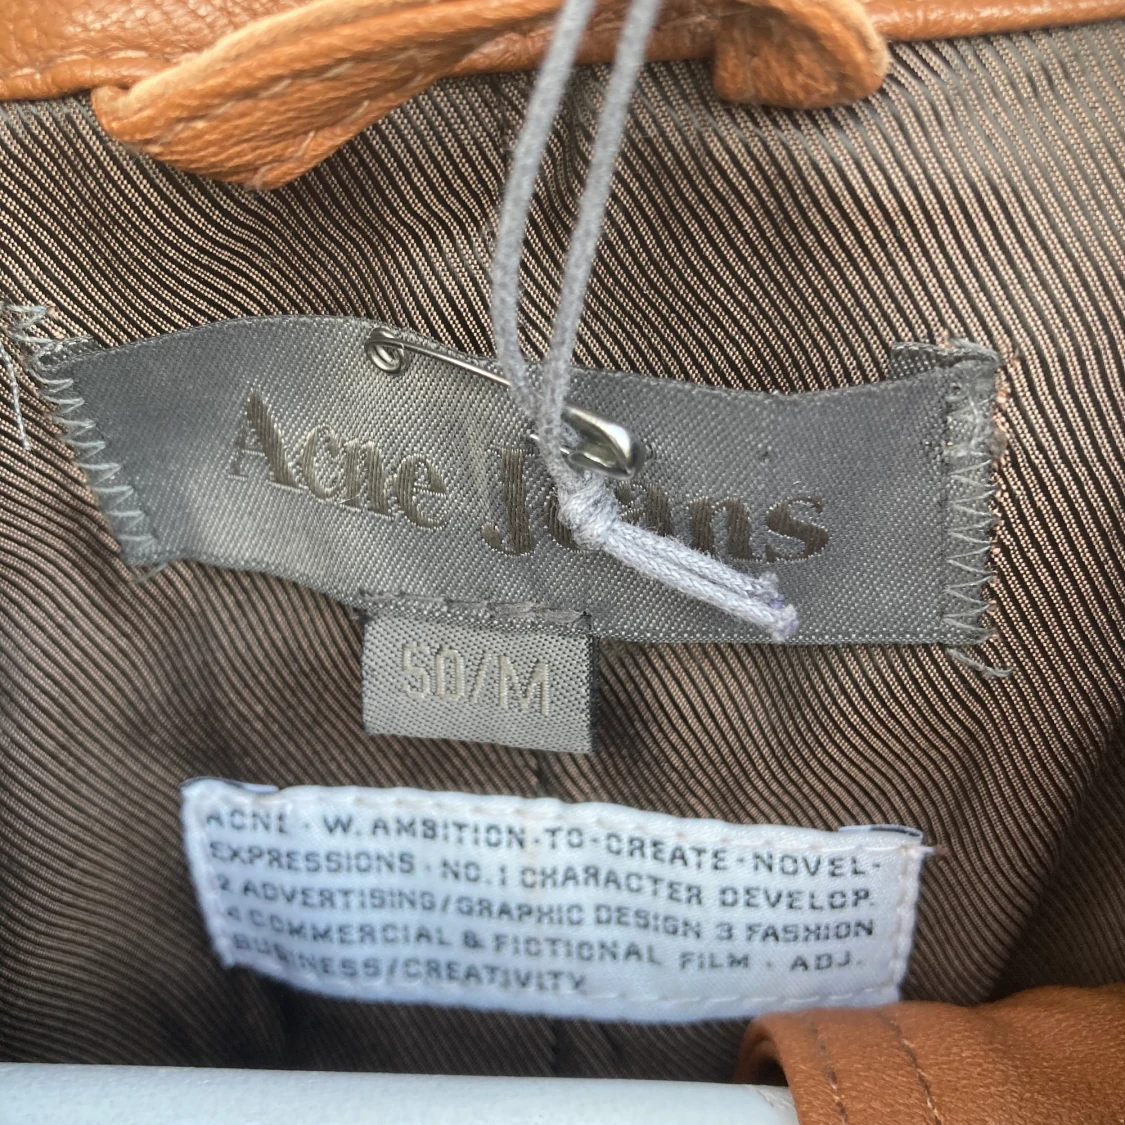 Acne Jeans
50/M
ACNE · W. AMBITION-TO-CREATE-NOVEL-
EXPRESSIONS · NO.1 CHARACTER DEVELOP.
2 ADVERTISING/GRAPHIC DESIGN 3 FASHION
4 COMMERCIAL & FICTIONAL FILM · ADJ.
BUSINESS/CREATIVITY